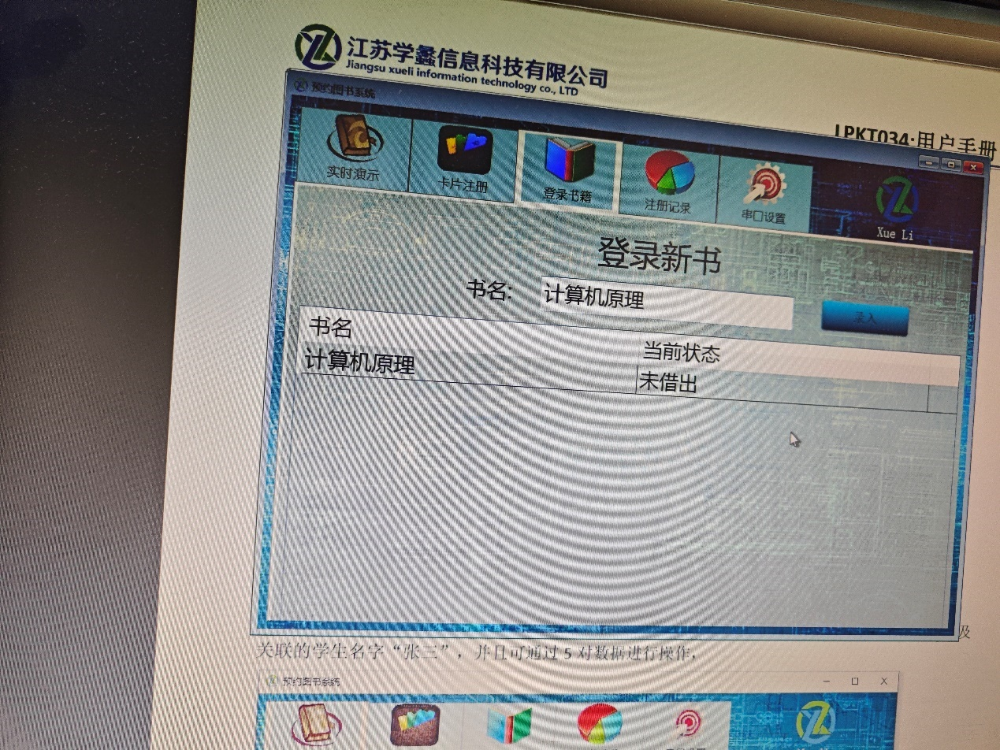 江苏学蠡信息科技有限公司
Jiangsu xueli information technology co., LTD
LPKT034:用户手册
预约图书系统
实时演示
卡片注册
登录书籍
注册记录
串口设置
Xue Li
登录新书
书名:
计算机原理
录入
书名
当前状态
计算机原理
未借出
及
关联的学生名字“张三”，并且可通过 5 对数据进行操作，
预约图书系统